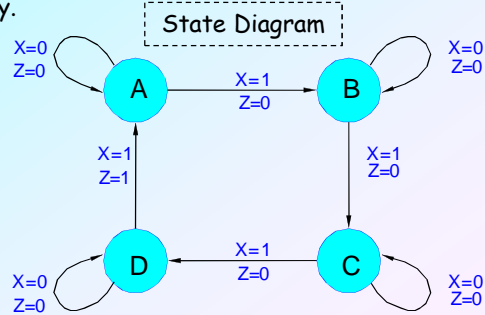 y.
State Diagram
X=0
Z=0
A
X=1
Z=0
B
X=0
Z=0
X=1
Z=1
X=1
Z=0
X=0
Z=0
D
X=1
Z=0
C
X=0
Z=0